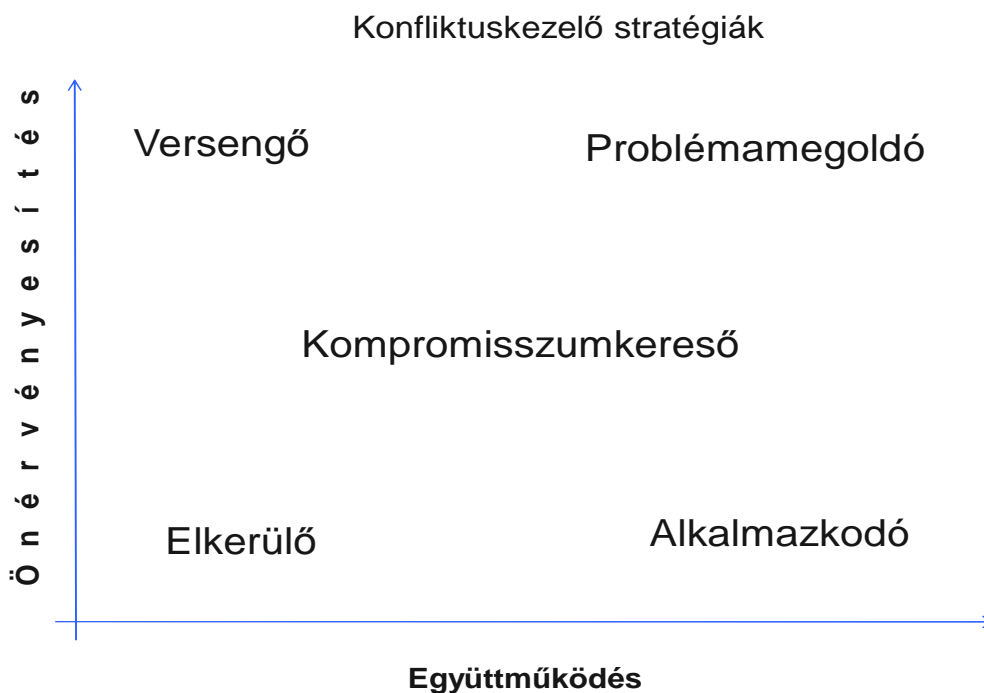 Konfliktuskezelő stratégiák
Önérvényesítés
Versengő
Problémamegoldó
Kompromisszumkereső
Elkerülő
Alkalmazkodó
Együttműködés